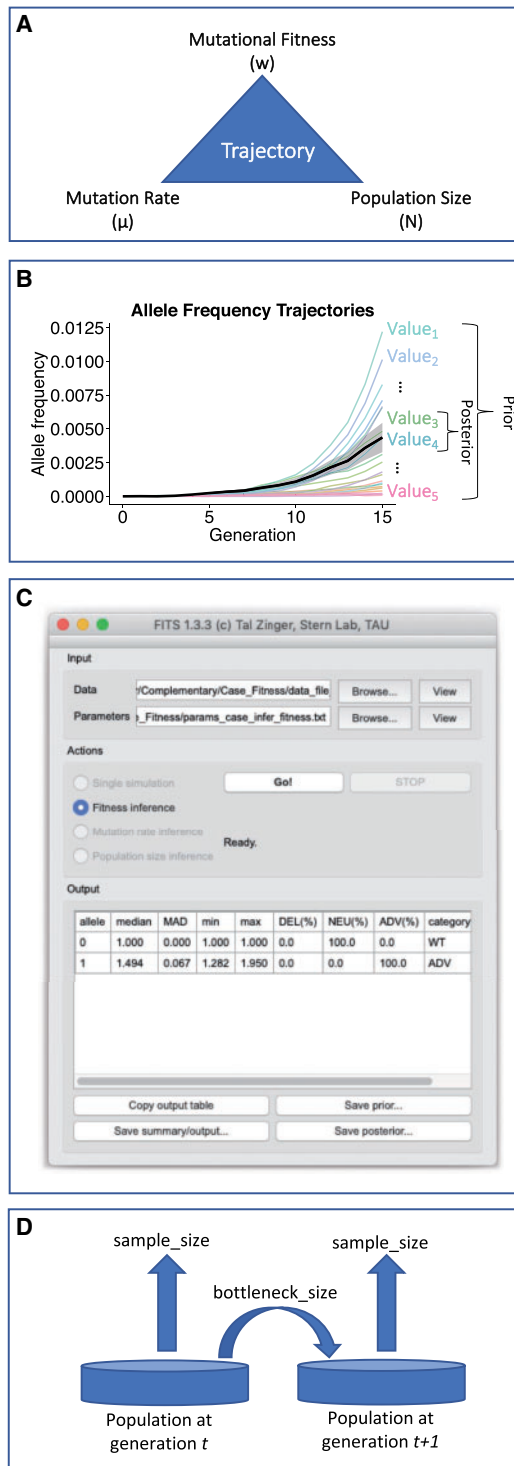 A
Mutational Fitness
(w)
Trajectory
Mutation Rate
(μ)
Population Size
(N)
B
Allele Frequency Trajectories
Allele frequency
0.0125
0.0100
0.0075
0.0050
0.0025
0.0000
0
5
10
15
Generation
Value1
Value2
...
Value3
Value4
...
Value5
Posterior
Prior
C
FITS 1.3.3 (c) Tal Zinger, Stern Lab, TAU
Input
Data
/Complementary/Case_Fitness/data_file
Browse...
View
Parameters
_Fitness/params_case_infer_fitness.txt
Browse...
View
Actions
Single simulation
Go!
STOP
Fitness inference
Mutation rate inference
Ready.
Population size inference
Output
allele median MAD min max DEL(%) NEU(%) ADV(%) category
0 1.000 0.000 1.000 1.000 0.0 100.0 0.0 WT
1 1.494 0.067 1.282 1.950 0.0 0.0 100.0 ADV
Copy output table
Save prior...
Save summary/output...
Save posterior...
D
sample_size
sample_size
bottleneck_size
Population at
generation t
Population at
generation t+1